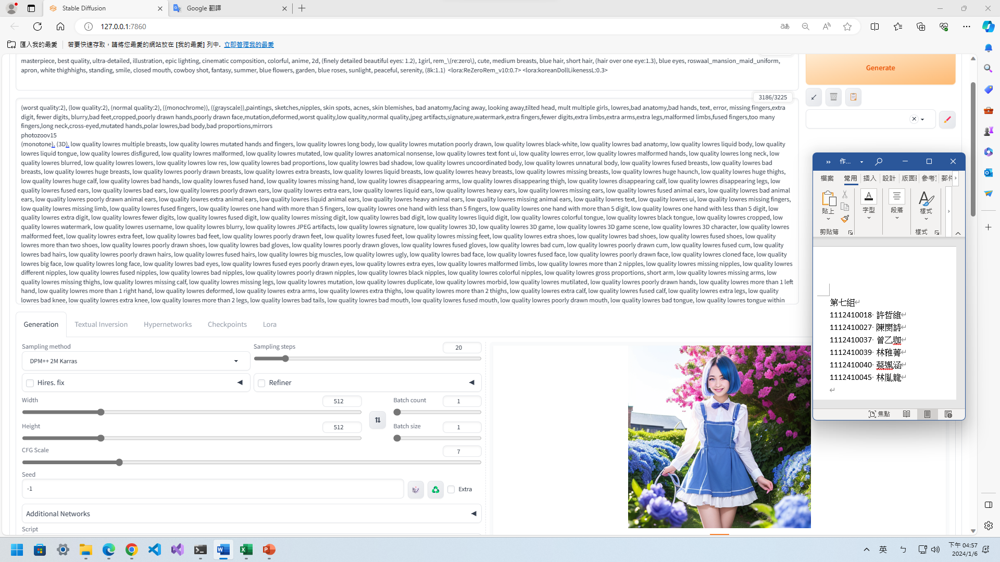 Stable Diffusion
Google 翻譯
127.0.0.1:7860
匯入我的最愛
若要快速存取，請將您最愛的網站放在 [我的最愛] 列中. 立即管理我的最愛
masterpiece, best quality, ultra-detailed, illustration, epic lighting, cinematic composition, colorful, anime, 2d, (finely detailed beautiful eyes: 1.2), 1girl, rem_\(re:zero\), cute, medium breasts, blue hair, short hair, (hair over one eye:1.3), blue eyes, roswaal_mansion_maid_uniform,
apron, white thighhighs, standing, smile, closed mouth, cowboy shot, fantasy, summer, blue flowers, garden, blue roses, sunlight, peaceful, serenity, (8k:1.1) <lora:ReZeroRem_v10:0.7> <lora:koreanDollLikenessL:0.3>
Generate
3186/3225
(worst quality:2), (low quality:2), (normal quality:2), ((monochrome)), ((grayscale)),paintings, sketches,nipples, skin spots, acnes, skin blemishes, bad anatomy,facing away, looking away,tilted head, mult multiple girls, lowres,bad anatomy,bad hands, text, error, missing fingers,extra
digit, fewer digits, blurry,bad feet,cropped,poorly drawn hands,poorly drawn face,mutation,deformed,worst quality,low quality,normal quality,jpeg artifacts,signature,watermark,extra fingers,fewer digits,extra limbs,extra arms,extra legs,malformed limbs,fused fingers,too many
fingers,long neck,cross-eyed,mutated hands,polar lowres,bad body,bad proportions,mirrors
photozoov15
(monotone), (3D), low quality lowres multiple breasts, low quality lowres mutated hands and fingers, low quality lowres long body, low quality lowres mutation poorly drawn, low quality lowres black-white, low quality lowres bad anatomy, low quality lowres liquid body, low quality
lowres liquid tongue, low quality lowres disfigured, low quality lowres malformed, low quality lowres mutated, low quality lowres anatomical nonsense, low quality lowres text font ui, low quality lowres error, low quality lowres malformed hands, low quality lowres long neck, low
quality lowres blurred, low quality lowres lowers, low quality lowres low res, low quality lowres bad proportions, low quality lowres bad shadow, low quality lowres uncoordinated body, low quality lowres unnatural body, low quality lowres fused breasts, low quality lowres bad
breasts, low quality lowres huge breasts, low quality lowres poorly drawn breasts, low quality lowres extra breasts, low quality lowres liquid breasts, low quality lowres heavy breasts, low quality lowres missing breasts, low quality lowres huge haunch, low quality lowres huge thighs,
low quality lowres huge calf, low quality lowres bad hands, low quality lowres fused hand, low quality lowres missing hand, low quality lowres disappearing arms, low quality lowres disappearing thigh, low quality lowres disappearing calf, low quality lowres disappearing legs, low
quality lowres fused ears, low quality lowres bad ears, low quality lowres poorly drawn ears, low quality lowres extra ears, low quality lowres liquid ears, low quality lowres heavy ears, low quality lowres missing ears, low quality lowres fused animal ears, low quality lowres bad animal
ears, low quality lowres poorly drawn animal ears, low quality lowres extra animal ears, low quality lowres liquid animal ears, low quality lowres heavy animal ears, low quality lowres missing animal ears, low quality lowres text, low quality lowres ui, low quality lowres missing fingers,
low quality lowres missing limb, low quality lowres fused fingers, low quality lowres one hand with more than 5 fingers, low quality lowres one hand with less than 5 fingers, low quality lowres one hand with more than 5 digit, low quality lowres one hand with less than 5 digit, low
quality lowres extra digit, low quality lowres fewer digits, low quality lowres fused digit, low quality lowres missing digit, low quality lowres bad digit, low quality lowres liquid digit, low quality lowres colorful tongue, low quality lowres black tongue, low quality lowres cropped, low
quality lowres watermark, low quality lowres username, low quality lowres blurry, low quality lowres JPEG artifacts, low quality lowres signature, low quality lowres 3D, low quality lowres 3D game, low quality lowres 3D game scene, low quality lowres 3D character, low quality lowres
malformed feet, low quality lowres extra feet, low quality lowres bad feet, low quality lowres poorly drawn feet, low quality lowres fused feet, low quality lowres missing feet, low quality lowres extra shoes, low quality lowres bad shoes, low quality lowres fused shoes, low quality
lowres more than two shoes, low quality lowres poorly drawn shoes, low quality lowres bad gloves, low quality lowres poorly drawn gloves, low quality lowres fused gloves, low quality lowres bad cum, low quality lowres poorly drawn cum, low quality lowres fused cum, low quality
lowres bad hairs, low quality lowres poorly drawn hairs, low quality lowres fused hairs, low quality lowres big muscles, low quality lowres ugly, low quality lowres bad face, low quality lowres fused face, low quality lowres poorly drawn face, low quality lowres cloned face, low quality
lowres big face, low quality lowres long face, low quality lowres bad eyes, low quality lowres fused eyes poorly drawn eyes, low quality lowres extra eyes, low quality lowres malformed limbs, low quality lowres more than 2 nipples, low quality lowres missing nipples, low quality lowres
different nipples, low quality lowres fused nipples, low quality lowres bad nipples, low quality lowres poorly drawn nipples, low quality lowres black nipples, low quality lowres colorful nipples, low quality lowres gross proportions, short arm, low quality lowres missing arms, low
quality lowres missing thighs, low quality lowres missing calf, low quality lowres missing legs, low quality lowres mutation, low quality lowres duplicate, low quality lowres morbid, low quality lowres mutilated, low quality lowres poorly drawn hands, low quality lowres more than 1 left
hand, low quality lowres more than 1 right hand, low quality lowres deformed, low quality lowres extra arms, low quality lowres extra thighs, low quality lowres more than 2 thighs, low quality lowres extra calf, low quality lowres fused calf, low quality lowres extra legs, low quality
lowres bad knee, low quality lowres extra knee, low quality lowres more than 2 legs, low quality lowres bad tails, low quality lowres bad mouth, low quality lowres fused mouth, low quality lowres poorly drawn mouth, low quality lowres bad tongue, low quality lowres tongue within
作...
檔案 常用 插入 設計 版面 參考 郵件
貼上 字型 段落 樣式
剪貼簿 樣式
第七組
1112410018 許哲維
1112410027 陳閔詩
1112410037 曾乙珈
1112410039 林雅菁
1112410040 蔡姵涵
1112410045 林胤龍
焦點
Generation Textual Inversion Hypernetworks Checkpoints Lora
Sampling method
DPM++ 2M Karras
Sampling steps 20
Hires. fix
Refiner
Width 512
Batch count 1
Height 512
Batch size 1
CFG Scale 7
Seed
-1
Extra
Additional Networks
Script
英 ㄅ
下午 04:57
2024/1/6